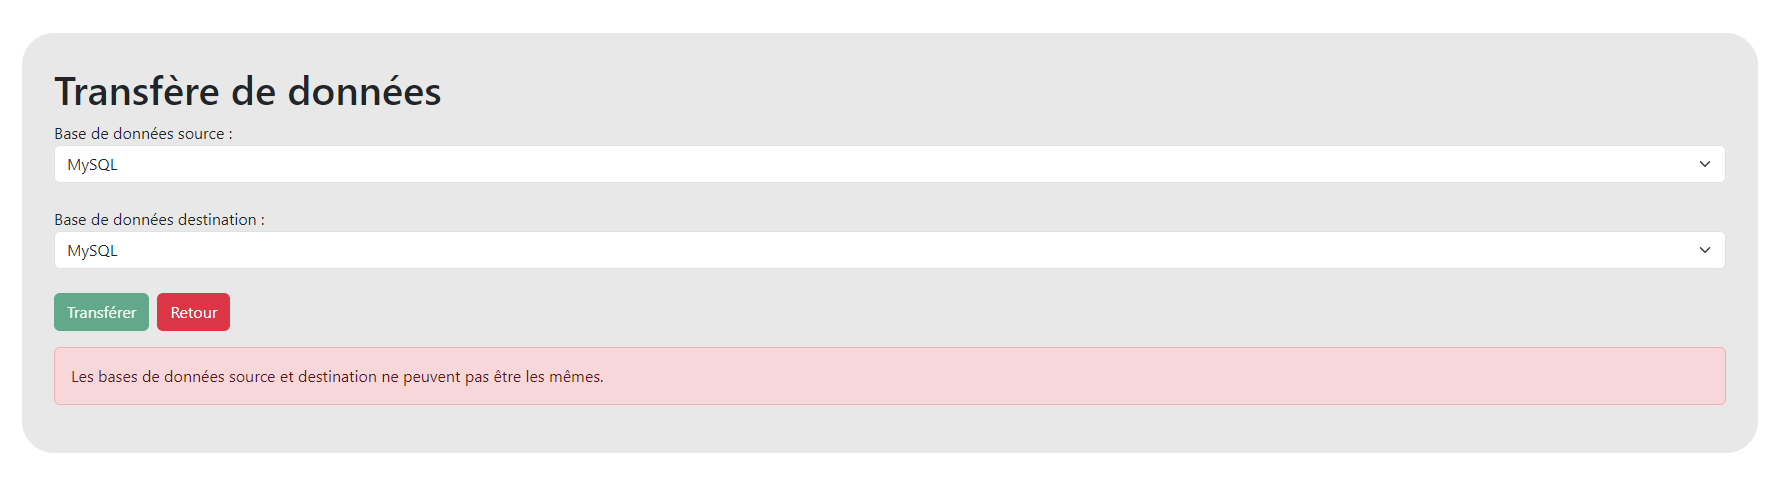 Transfère de données
Base de données source :
MySQL
Base de données destination :
MySQL
Transférer Retour
Les bases de données source et destination ne peuvent pas être les mêmes.